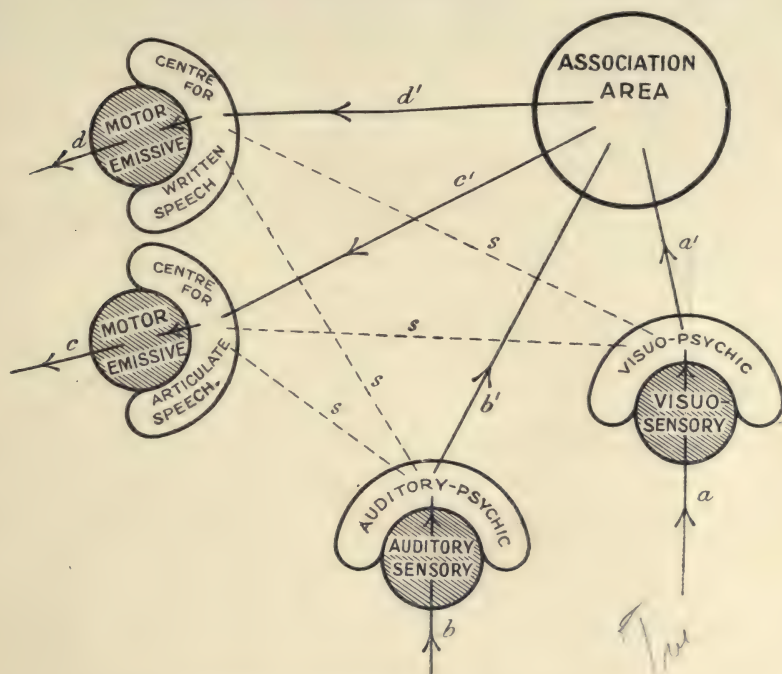 CENTRE FOR
WRITTEN SPEECH
MOTOR
EMISSIVE
d
d'
ASSOCIATION
AREA
c'
s
a'
CENTRE FOR
ARTICULATE SPEECH.
MOTOR
EMISSIVE
c
s
s
s
b'
VISUO-PSYCHIC
VISUO-
SENSORY
a
AUDITORY-PSYCHIC
AUDITORY
SENSORY
b